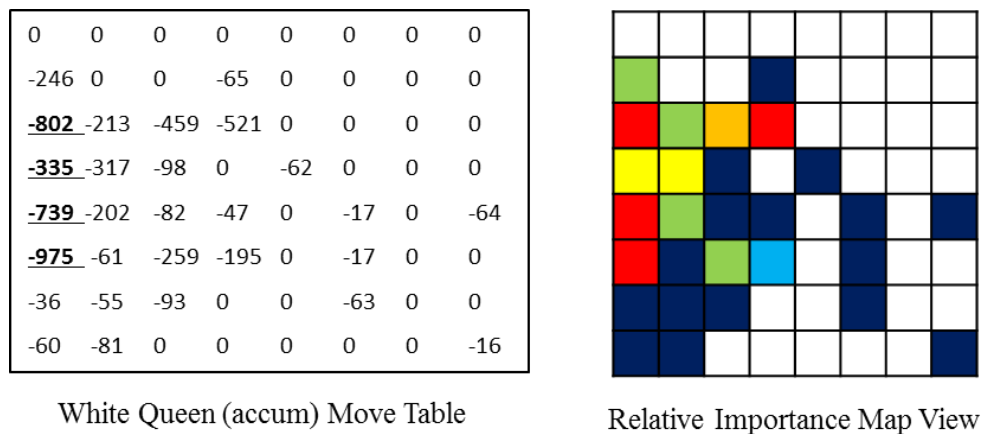 0 0 0 0 0 0 0 0
-246 0 0 -65 0 0 0 0
-802 -213 -459 -521 0 0 0 0
-335 -317 -98 0 -62 0 0 0
-739 -202 -82 -47 0 -17 0 -64
-975 -61 -259 -195 0 -17 0 0
-36 -55 -93 0 0 -63 0 0
-60 -81 0 0 0 0 0 -16
White Queen (accum) Move Table
Relative Importance Map View